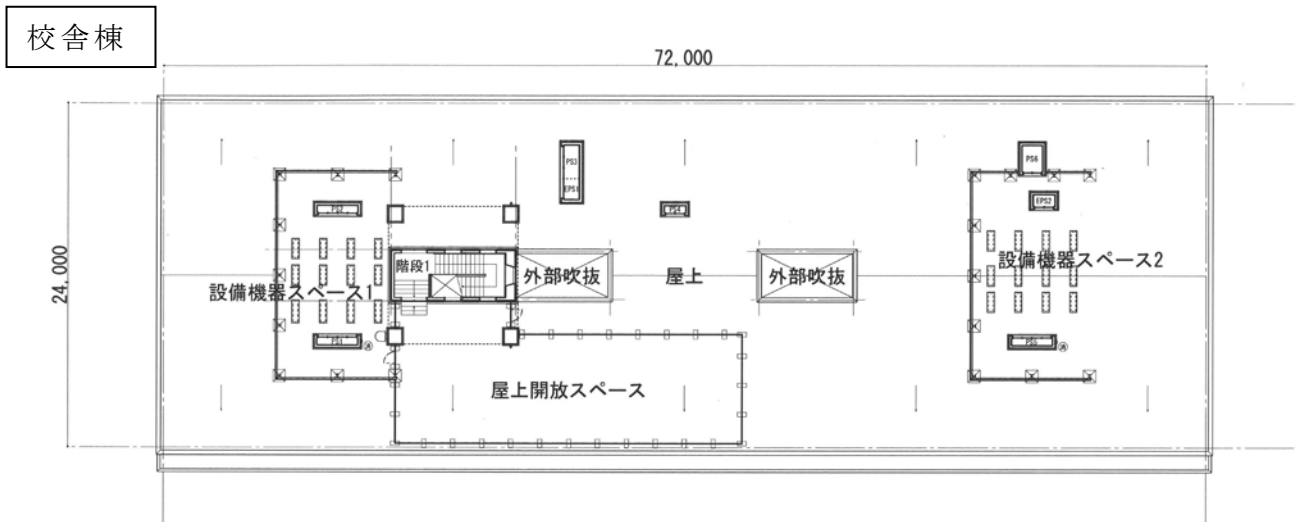 校舎棟
72,000
24,000
PS3
EPS1
PS6
PS2
PS4
EPS2
階段1
外部吹抜
屋上
外部吹抜
設備機器スペース1
設備機器スペース2
PS1
PS5
屋上開放スペース